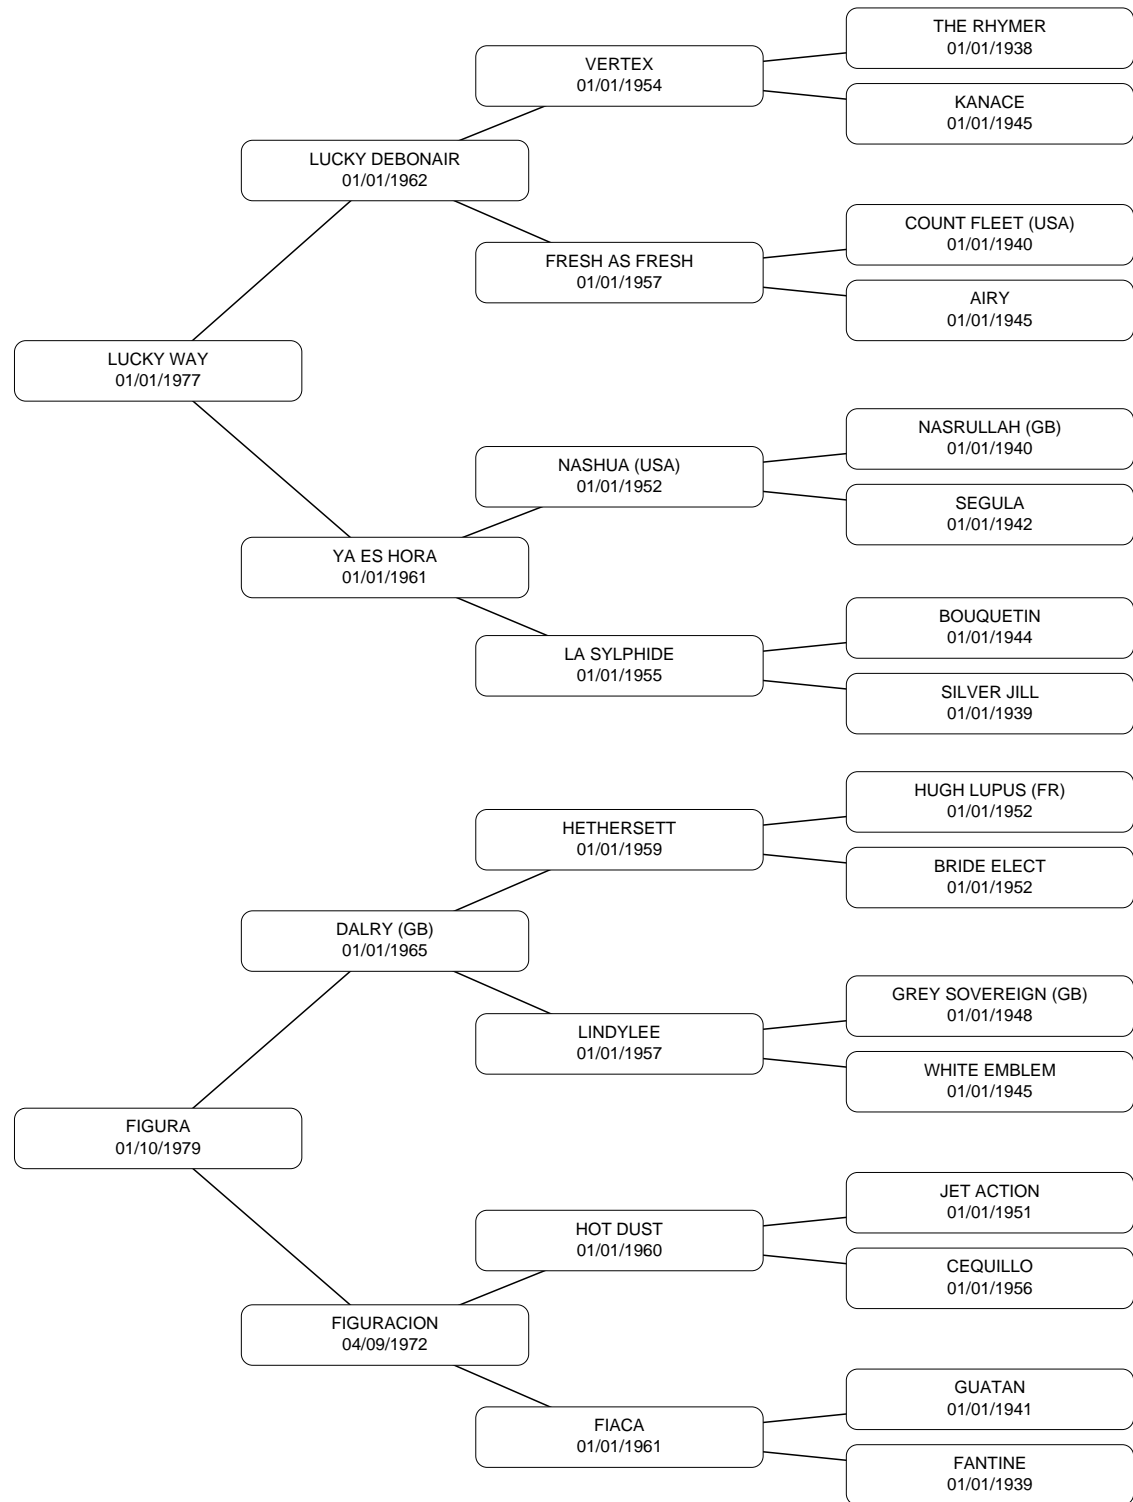 THE RHYMER
01/01/1938
VERTEX
01/01/1954
KANACE
01/01/1945
LUCKY DEBONAIR
01/01/1962
COUNT FLEET (USA)
01/01/1940
FRESH AS FRESH
01/01/1957
AIRY
01/01/1945
LUCKY WAY
01/01/1977
NASRULLAH (GB)
01/01/1940
NASHUA (USA)
01/01/1952
SEGULA
01/01/1942
YA ES HORA
01/01/1961
BOUQUETIN
01/01/1944
LA SYLPHIDE
01/01/1955
SILVER JILL
01/01/1939
HUGH LUPUS (FR)
01/01/1952
HETHERSETT
01/01/1959
BRIDE ELECT
01/01/1952
DALRY (GB)
01/01/1965
GREY SOVEREIGN (GB)
01/01/1948
LINDYLEE
01/01/1957
WHITE EMBLEM
01/01/1945
FIGURA
01/10/1979
JET ACTION
01/01/1951
HOT DUST
01/01/1960
CEQUILLO
01/01/1956
FIGURACION
04/09/1972
GUATAN
01/01/1941
FIACA
01/01/1961
FANTINE
01/01/1939